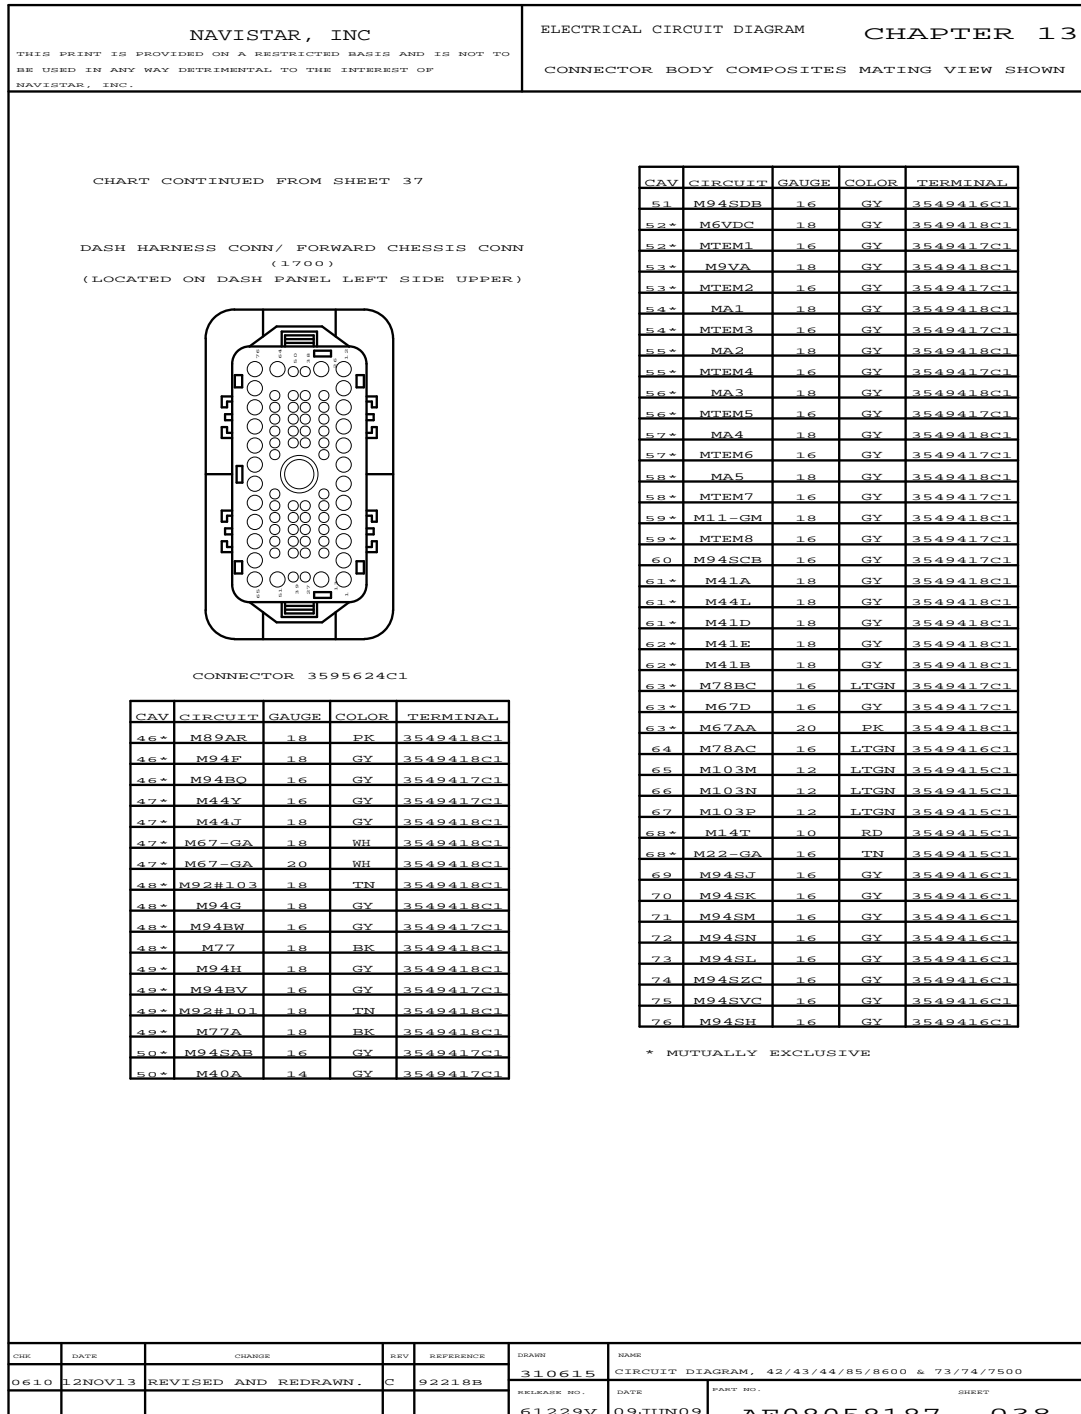 NAVISTAR, INC
THIS PRINT IS PROVIDED ON A RESTRICTED BASIS AND IS NOT TO
BE USED IN ANY WAY DETRIMENTAL TO THE INTEREST OF
NAVISTAR, INC.
ELECTRICAL CIRCUIT DIAGRAM CHAPTER 13
CONNECTOR BODY COMPOSITES MATING VIEW SHOWN
CHART CONTINUED FROM SHEET 37
DASH HARNESS CONN/ FORWARD CHESSIS CONN
(1700)
(LOCATED ON DASH PANEL LEFT SIDE UPPER)
76 64 50 38 26 12
65 51 39 27 13 1
CONNECTOR 3595624C1
CAV CIRCUIT GAUGE COLOR TERMINAL
46* M89AR 18 PK 3549418C1
46* M94F 18 GY 3549418C1
46* M94BQ 16 GY 3549417C1
47* M44Y 16 GY 3549417C1
47* M44J 18 GY 3549418C1
47* M67-GA 18 WH 3549418C1
47* M67-GA 20 WH 3549418C1
48* M92#103 18 TN 3549418C1
48* M94G 18 GY 3549418C1
48* M94BW 16 GY 3549417C1
48* M77 18 BK 3549418C1
49* M94H 18 GY 3549418C1
49* M94BV 16 GY 3549417C1
49* M92#101 18 TN 3549418C1
49* M77A 18 BK 3549418C1
50* M94SAB 16 GY 3549417C1
50* M40A 14 GY 3549417C1
CAV CIRCUIT GAUGE COLOR TERMINAL
51 M94SDB 16 GY 3549416C1
52* M6VDC 18 GY 3549418C1
52* MTEM1 16 GY 3549417C1
53* M9VA 18 GY 3549418C1
53* MTEM2 16 GY 3549417C1
54* MA1 18 GY 3549418C1
54* MTEM3 16 GY 3549417C1
55* MA2 18 GY 3549418C1
55* MTEM4 16 GY 3549417C1
56* MA3 18 GY 3549418C1
56* MTEM5 16 GY 3549417C1
57* MA4 18 GY 3549418C1
57* MTEM6 16 GY 3549417C1
58* MA5 18 GY 3549418C1
58* MTEM7 16 GY 3549417C1
59* M11-GM 18 GY 3549418C1
59* MTEM8 16 GY 3549417C1
60 M94SCB 16 GY 3549417C1
61* M41A 18 GY 3549418C1
61* M44L 18 GY 3549418C1
61* M41D 18 GY 3549418C1
62* M41E 18 GY 3549418C1
62* M41B 18 GY 3549418C1
63* M78BC 16 LTGN 3549417C1
63* M67D 16 GY 3549417C1
63* M67AA 20 PK 3549418C1
64 M78AC 16 LTGN 3549416C1
65 M103M 12 LTGN 3549415C1
66 M103N 12 LTGN 3549415C1
67 M103P 12 LTGN 3549415C1
68* M14T 10 RD 3549415C1
68* M22-GA 16 TN 3549415C1
69 M94SJ 16 GY 3549416C1
70 M94SK 16 GY 3549416C1
71 M94SM 16 GY 3549416C1
72 M94SN 16 GY 3549416C1
73 M94SL 16 GY 3549416C1
74 M94SZC 16 GY 3549416C1
75 M94SVC 16 GY 3549416C1
76 M94SH 16 GY 3549416C1
* MUTUALLY EXCLUSIVE
CHK DATE CHANGE REV REFERENCE
0610 12NOV13 REVISED AND REDRAWN. C 92218B
DRAWN
310615
NAME
CIRCUIT DIAGRAM, 42/43/44/85/8600 & 73/74/7500
RELEASE NO. DATE PART NO. SHEET
61229V 09JUN09 AE08058187 038